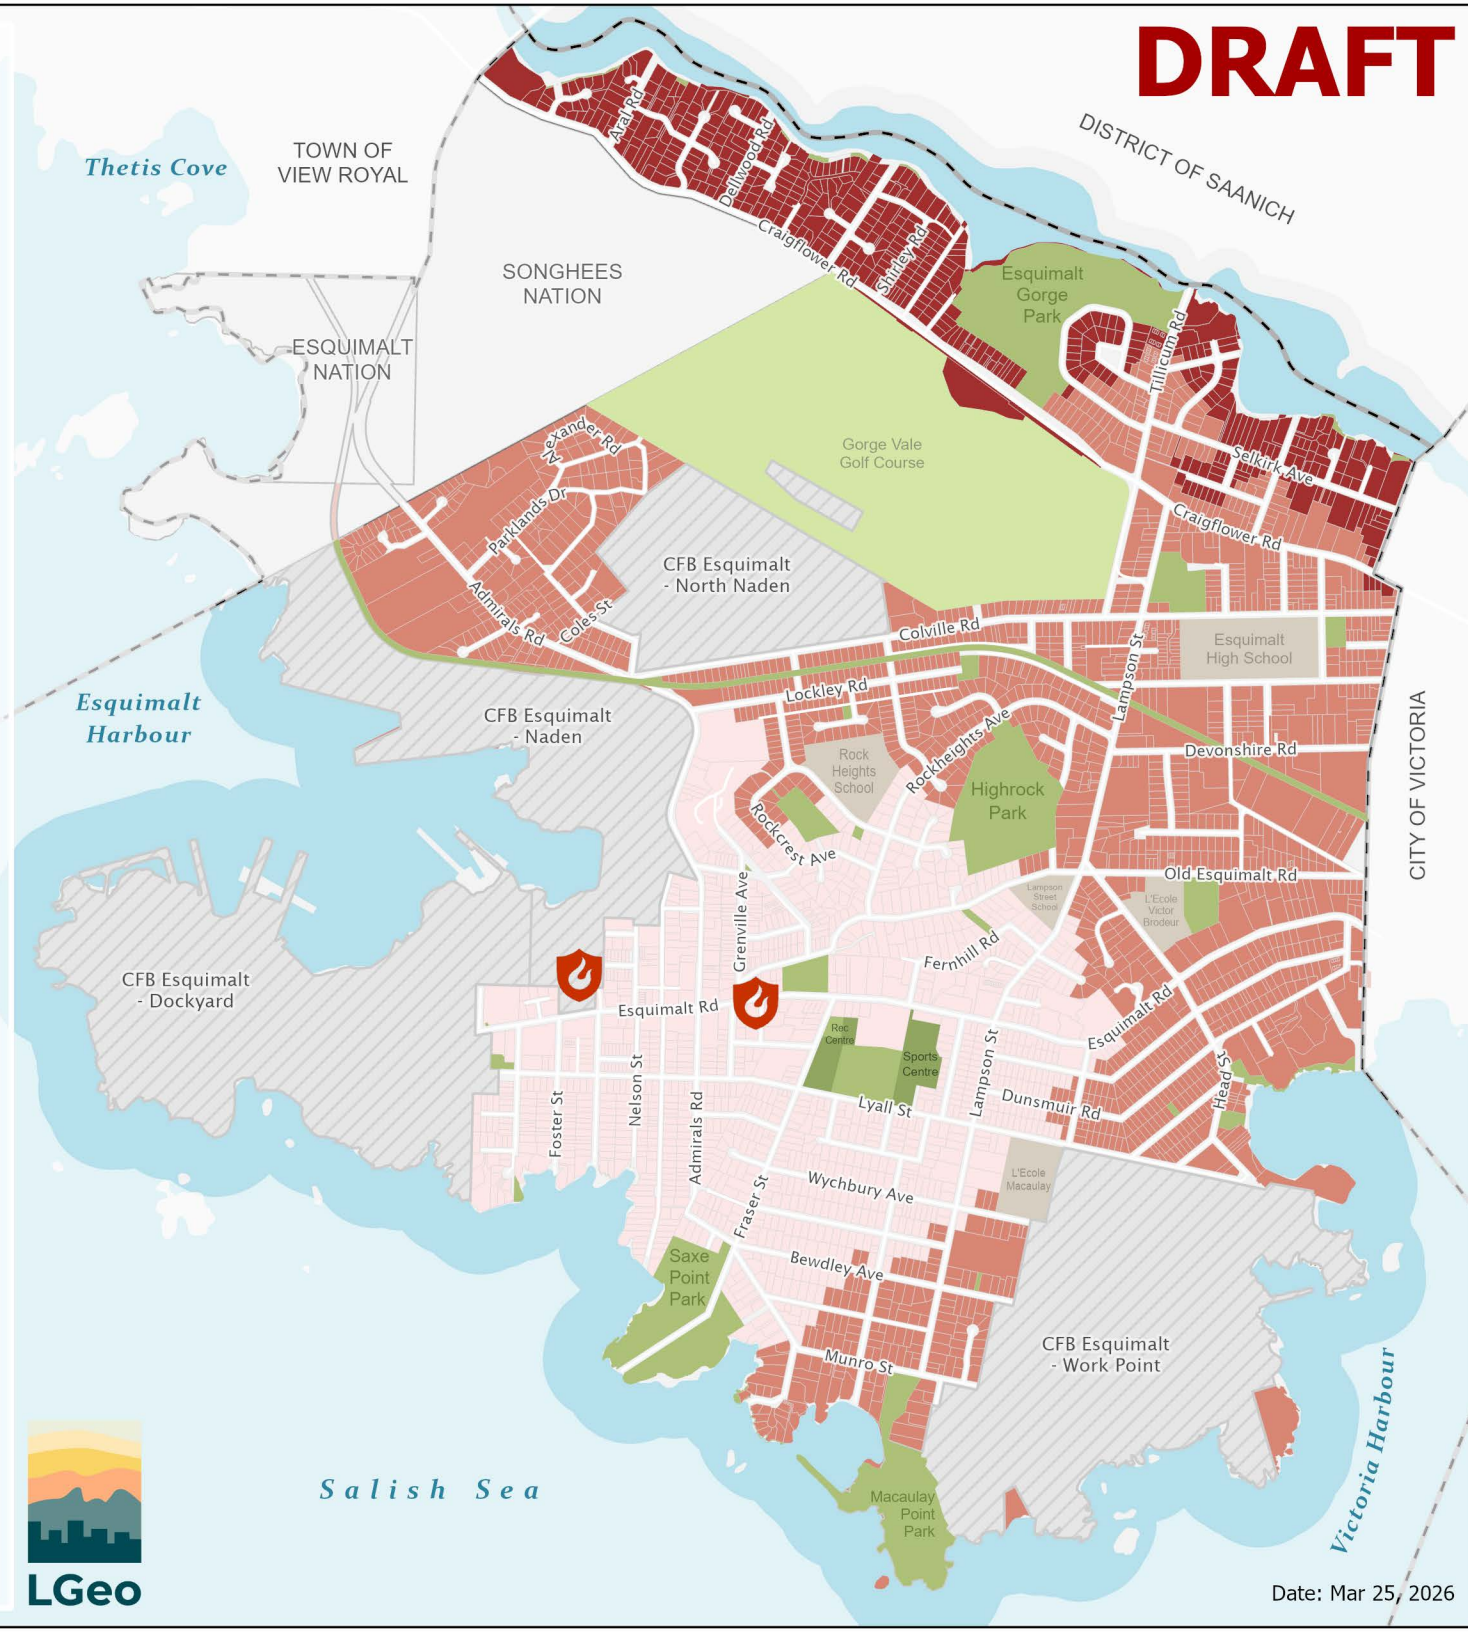 DRAFT
DISTRICT OF SAANICH
Thetis Cove
TOWN OF
VIEW ROYAL
Aral Rd
Dellwood Rd
Craigflower Rd
Shirley Rd
SONGHEES
NATION
Esquimalt
Gorge
Park
Tillicum Rd
ESQUIMALT
NATION
Alexander Rd
Gorge Vale
Golf Course
Selkirk Ave
Parklands Dr
Craigflower Rd
CFB Esquimalt
- North Naden
Admirals Rd
Coles St
Colville Rd
Esquimalt
High School
Lampson St
Esquimalt
Harbour
Lockley Rd
CFB Esquimalt
- Naden
Rockheights Ave
Devonshire Rd
Rock
Heights
School
Highrock
Park
CITY OF VICTORIA
Rockcrest Ave
Old Esquimalt Rd
Lampson
Street
School
L'Ecole
Victor
Brodeur
Grenville Ave
Fernhill Rd
CFB Esquimalt
- Dockyard
Esquimalt Rd
Esquimalt Rd
Rec
Centre
Sports
Centre
Lampson St
Head St
Foster St
Nelson St
Admirals Rd
Lyall St
Dunsmuir Rd
L'Ecole
Macaulay
Wychbury Ave
Fraser St
Saxe
Point
Park
Bewdley Ave
Munro St
CFB Esquimalt
- Work Point
Victoria Harbour
Salish Sea
Macaulay
Point
Park
LGeo
Date: Mar 25, 2026